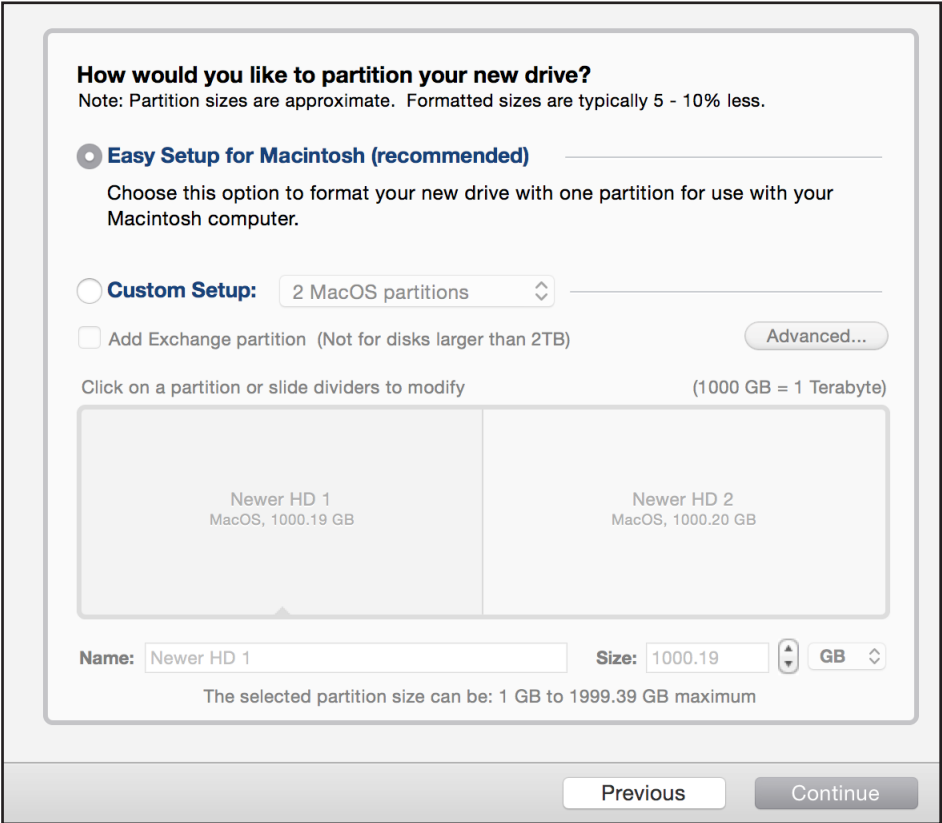 How would you like to partition your new drive?
Note: Partition sizes are approximate.  Formatted sizes are typically 5 - 10% less.
Easy Setup for Macintosh (recommended)
Choose this option to format your new drive with one partition for use with your
Macintosh computer.
Custom Setup: 2 MacOS partitions
Add Exchange partition  (Not for disks larger than 2TB) Advanced...
Click on a partition or slide dividers to modify (1000 GB = 1 Terabyte)
Newer HD 1 Newer HD 2
MacOS, 1000.19 GB MacOS, 1000.20 GB
Name: Newer HD 1 Size: 1000.19 GB
The selected partition size can be: 1 GB to 1999.39 GB maximum
Previous Continue